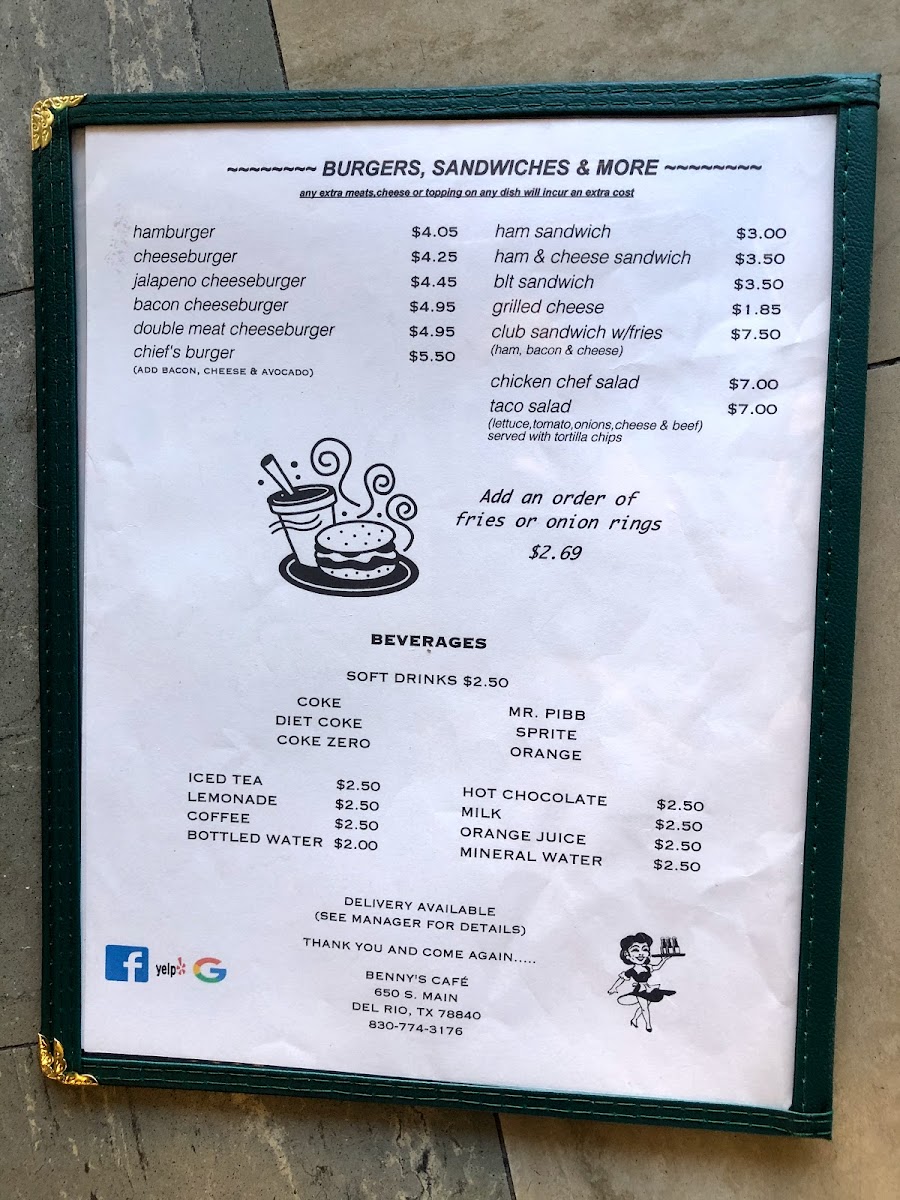 ~~~~~~~~ BURGERS, SANDWICHES & MORE ~~~~~~~~
any extra meats,cheese or topping on any dish will incur an extra cost
hamburger $4.05
cheeseburger $4.25
jalapeno cheeseburger $4.45
bacon cheeseburger $4.95
double meat cheeseburger $4.95
chief's burger $5.50
(ADD BACON, CHEESE & AVOCADO)
ham sandwich $3.00
ham & cheese sandwich $3.50
blt sandwich $3.50
grilled cheese $1.85
club sandwich w/fries $7.50
(ham, bacon & cheese)
chicken chef salad $7.00
taco salad $7.00
(lettuce,tomato,onions,cheese & beef)
served with tortilla chips
Add an order of
fries or onion rings
$2.69
BEVERAGES
SOFT DRINKS $2.50
COKE
DIET COKE
COKE ZERO
MR. PIBB
SPRITE
ORANGE
ICED TEA $2.50
LEMONADE $2.50
COFFEE $2.50
BOTTLED WATER $2.00
HOT CHOCOLATE $2.50
MILK $2.50
ORANGE JUICE $2.50
MINERAL WATER $2.50
DELIVERY AVAILABLE
(SEE MANAGER FOR DETAILS)
THANK YOU AND COME AGAIN.....
f yelp G
BENNY'S CAFÉ
650 S. MAIN
DEL RIO, TX 78840
830-774-3176